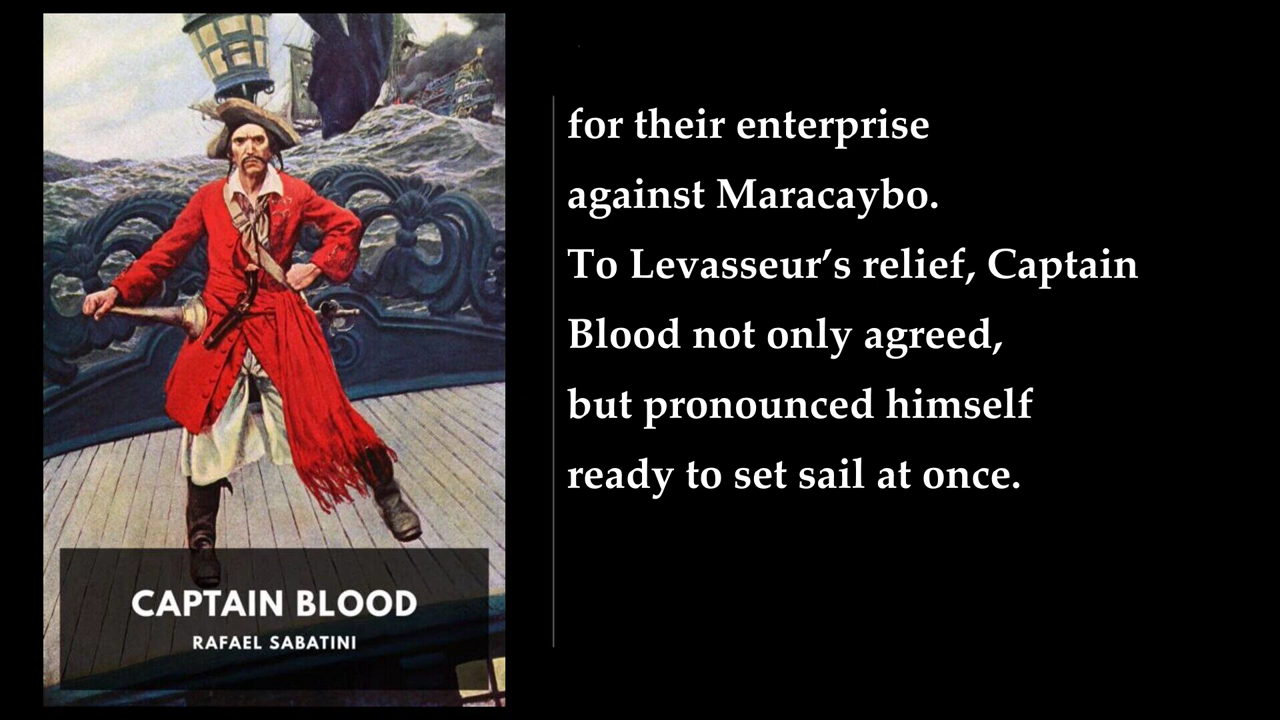 for their enterprise
against Maracaybo.
To Levasseur’s relief, Captain
Blood not only agreed,
but pronounced himself
ready to set sail at once.
CAPTAIN BLOOD
RAFAEL SABATINI